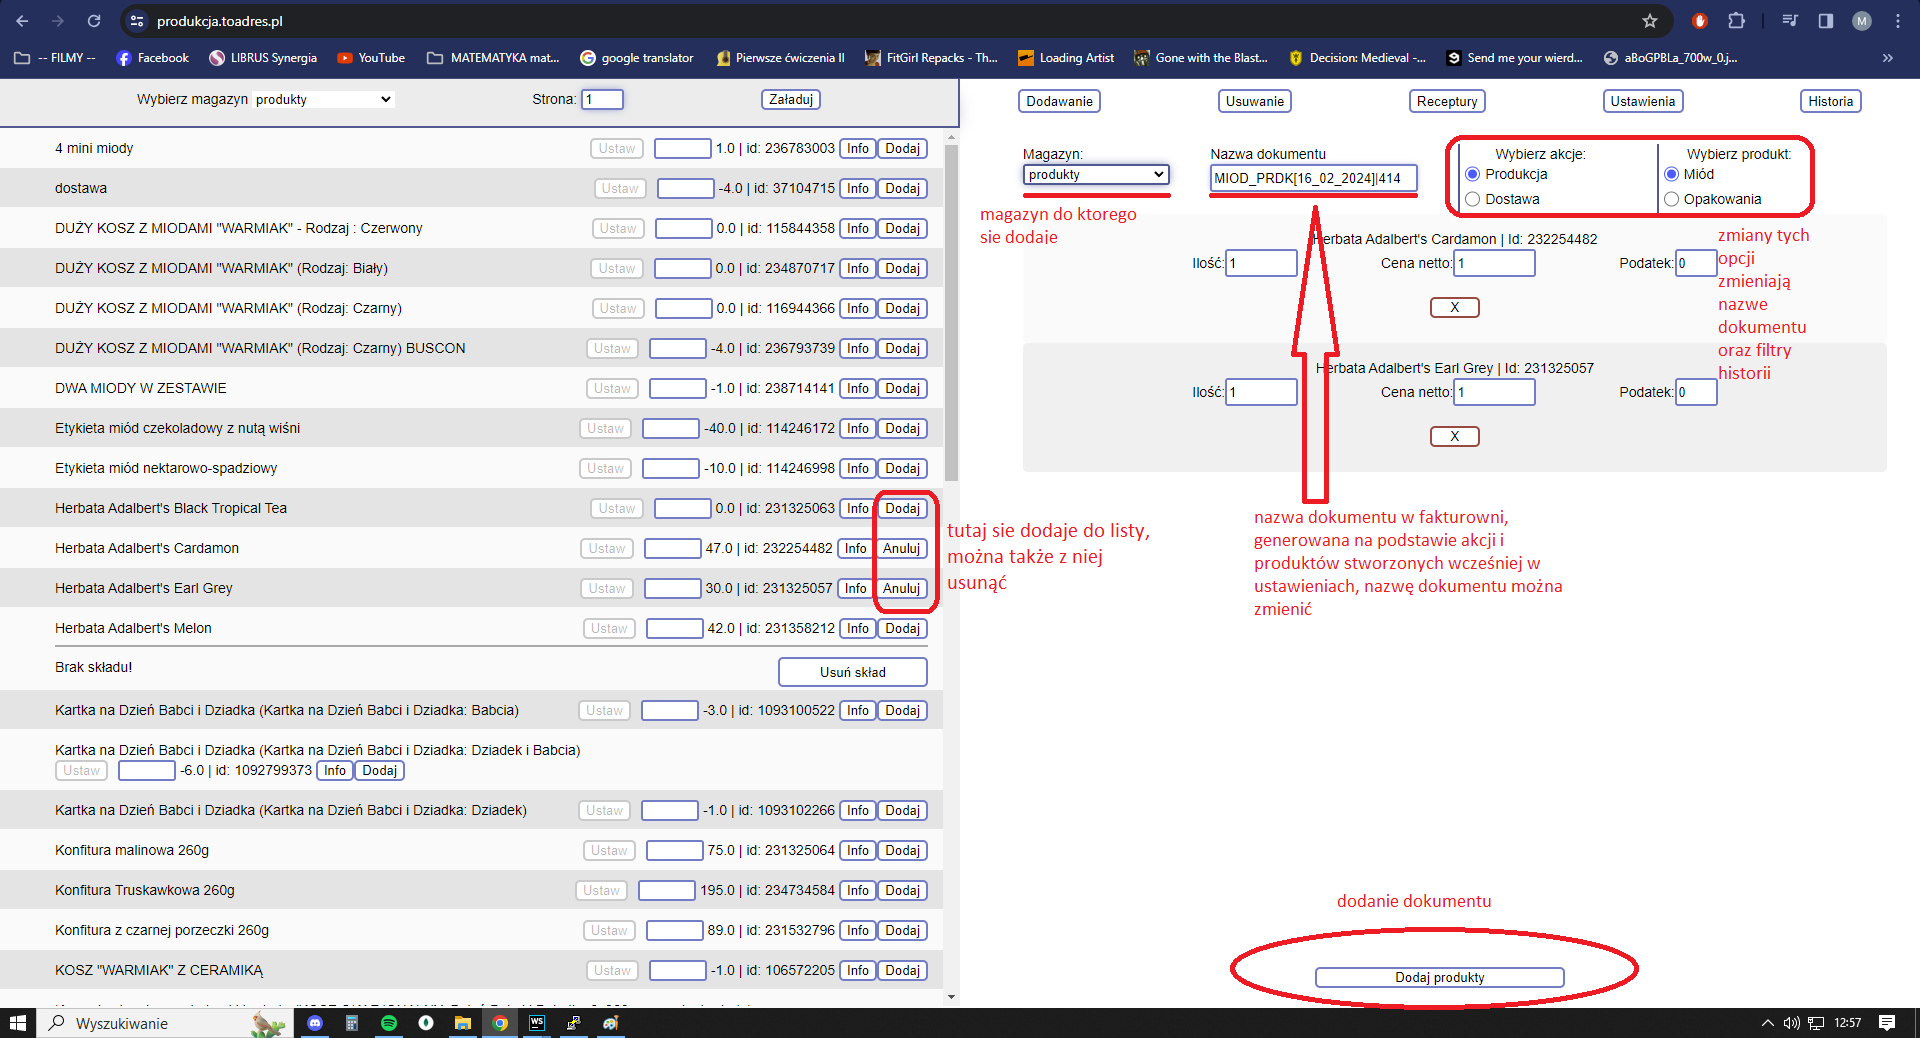 produkcja.toadres.pl
M
-- FILMY --
Facebook
LIBRUS Synergia
YouTube
MATEMATYKA mat...
google translator
Pierwsze ćwiczenia II
FitGirl Repacks - Th...
Loading Artist
Gone with the Blast...
Decision: Medieval -...
Send me your wierd...
aBoGPBLa_700w_0.j...
Wybierz magazyn produkty
Strona: 1
Załaduj
4 mini miody Ustaw 1.0 | id: 236783003 Info Dodaj
dostawa Ustaw -4.0 | id: 37104715 Info Dodaj
DUŻY KOSZ Z MIODAMI "WARMIAK" - Rodzaj : Czerwony Ustaw 0.0 | id: 115844358 Info Dodaj
DUŻY KOSZ Z MIODAMI "WARMIAK" (Rodzaj: Biały) Ustaw 0.0 | id: 234870717 Info Dodaj
DUŻY KOSZ Z MIODAMI "WARMIAK" (Rodzaj: Czarny) Ustaw 0.0 | id: 116944366 Info Dodaj
DUŻY KOSZ Z MIODAMI "WARMIAK" (Rodzaj: Czarny) BUSCON Ustaw -4.0 | id: 236793739 Info Dodaj
DWA MIODY W ZESTAWIE Ustaw -1.0 | id: 238714141 Info Dodaj
Etykieta miód czekoladowy z nutą wiśni Ustaw -40.0 | id: 114246172 Info Dodaj
Etykieta miód nektarowo-spadziowy Ustaw -10.0 | id: 114246998 Info Dodaj
Herbata Adalbert's Black Tropical Tea Ustaw 0.0 | id: 231325063 Info Dodaj
Herbata Adalbert's Cardamon Ustaw 47.0 | id: 232254482 Info Anuluj
Herbata Adalbert's Earl Grey Ustaw 30.0 | id: 231325057 Info Anuluj
Herbata Adalbert's Melon Ustaw 42.0 | id: 231358212 Info Dodaj
Brak składu! Usuń skład
Kartka na Dzień Babci i Dziadka (Kartka na Dzień Babci i Dziadka: Babcia) Ustaw -3.0 | id: 1093100522 Info Dodaj
Kartka na Dzień Babci i Dziadka (Kartka na Dzień Babci i Dziadka: Dziadek i Babcia)
Ustaw -6.0 | id: 1092799373 Info Dodaj
Kartka na Dzień Babci i Dziadka (Kartka na Dzień Babci i Dziadka: Dziadek) Ustaw -1.0 | id: 1093102266 Info Dodaj
Konfitura malinowa 260g Ustaw 75.0 | id: 231325064 Info Dodaj
Konfitura Truskawkowa 260g Ustaw 195.0 | id: 234734584 Info Dodaj
Konfitura z czarnej porzeczki 260g Ustaw 89.0 | id: 231532796 Info Dodaj
KOSZ "WARMIAK" Z CERAMIKĄ Ustaw -1.0 | id: 106572205 Info Dodaj
tutaj sie dodaje do listy,
można także z niej
usunąć
Dodawanie
Usuwanie
Receptury
Ustawienia
Historia
Magazyn:
produkty
magazyn do ktorego
sie dodaje
Nazwa dokumentu
MIOD_PRDK[16_02_2024]|414
Wybierz akcje:
Produkcja
Dostawa
Wybierz produkt:
Miód
Opakowania
zmiany tych
opcji
zmieniają
nazwe
dokumentu
oraz filtry
historii
Herbata Adalbert's Cardamon | Id: 232254482
Ilość: 1 Cena netto: 1 Podatek: 0
X
Herbata Adalbert's Earl Grey | Id: 231325057
Ilość: 1 Cena netto: 1 Podatek: 0
X
nazwa dokumentu w fakturowni,
generowana na podstawie akcji i
produktów stworzonych wcześniej w
ustawieniach, nazwę dokumentu można
zmienić
dodanie dokumentu
Dodaj produkty
Wyszukiwanie
WS
12:57